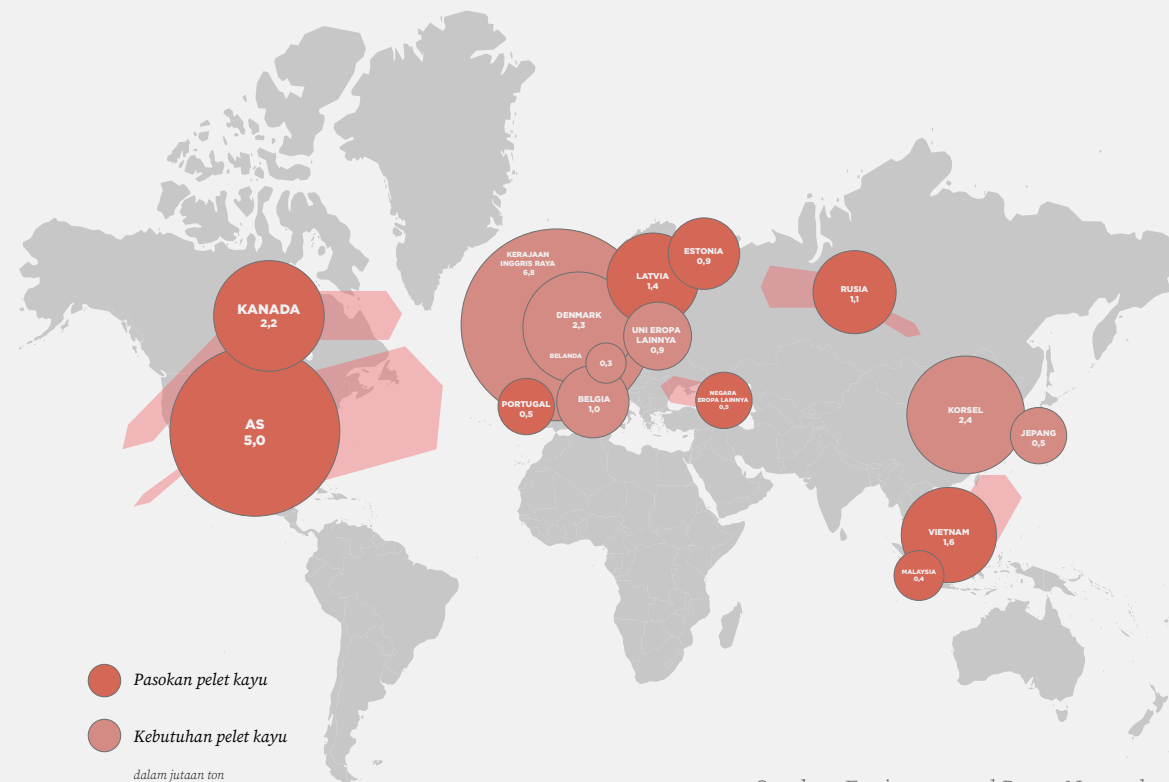 KERAJAAN
INGGRIS RAYA
6,8
ESTONIA
0,9
LATVIA
1,4
RUSIA
1,1
KANADA
2,2
DENMARK
2,3
UNI EROPA
LAINNYA
0,9
BELANDA
0,3
NEGARA
EROPA LAINNYA
0,5
PORTUGAL
0,5
BELGIA
1,0
AS
5,0
KORSEL
2,4
JEPANG
0,5
VIETNAM
1,6
MALAYSIA
0,4
Pasokan pelet kayu
Kebutuhan pelet kayu
dalam jutaan ton